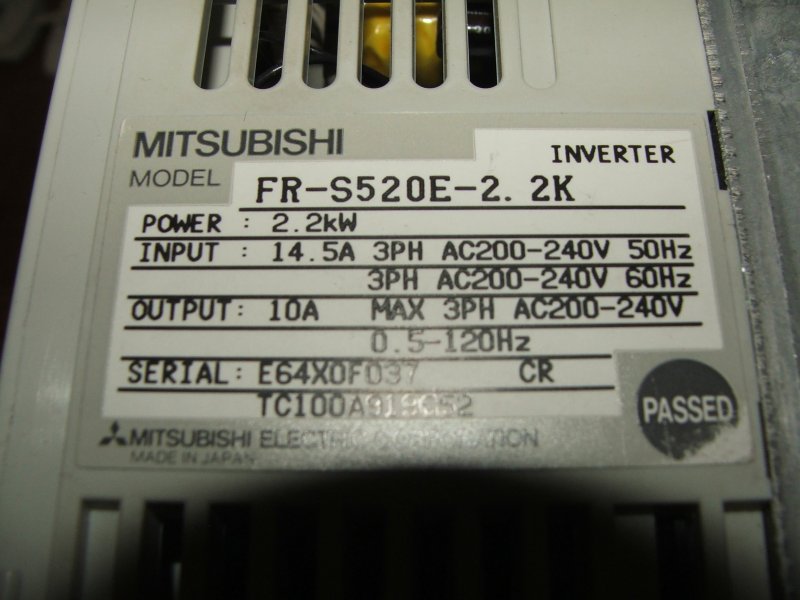 MITSUBISHI
INVERTER
MODEL FR-S520E-2.2K
POWER : 2.2kW
INPUT : 14.5A 3PH AC200-240V 50Hz
3PH AC200-240V 60Hz
OUTPUT: 10A MAX 3PH AC200-240V
0.5-120Hz
SERIAL: E64X0F037 CR
PASSED
MITSUBISHI ELECTRIC CORPORATION
MADE IN JAPAN